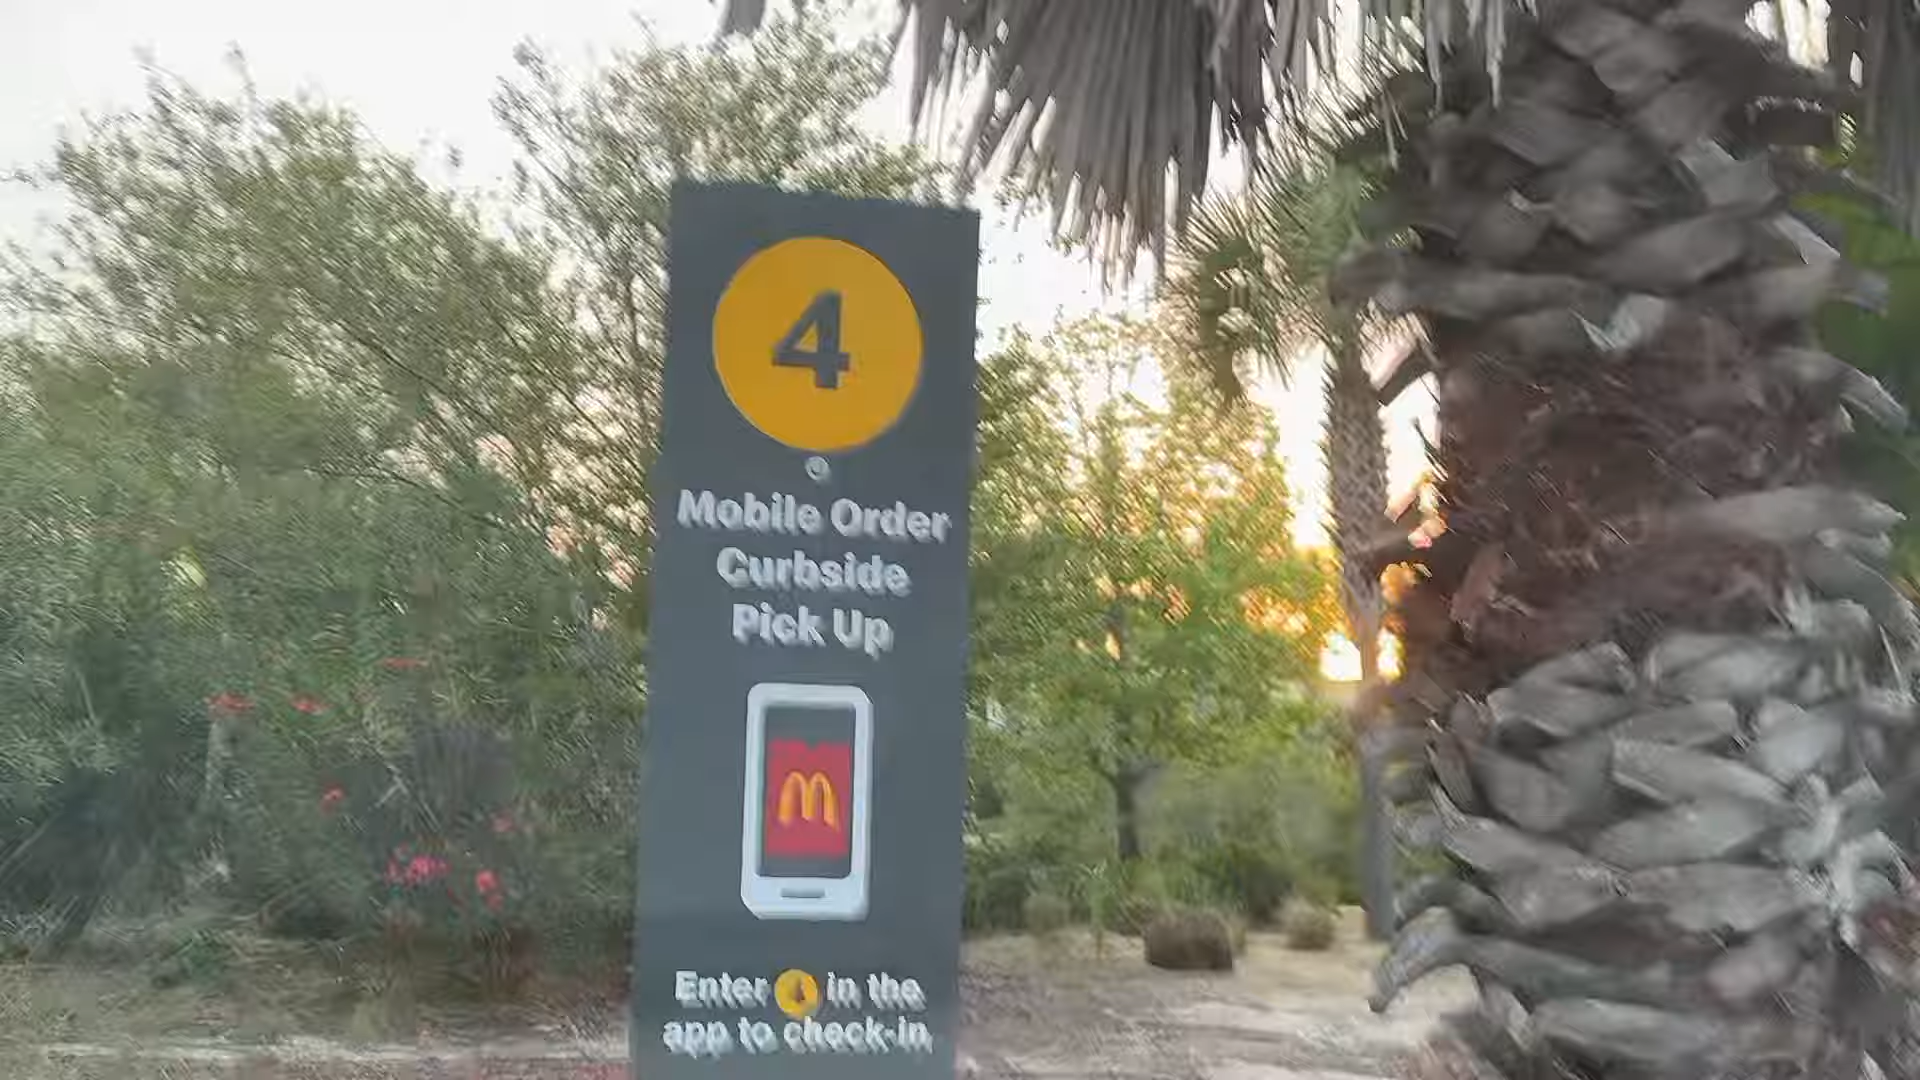 4
Mobile Order
Curbside
Pick Up
Enter 4 in the
app to check-in